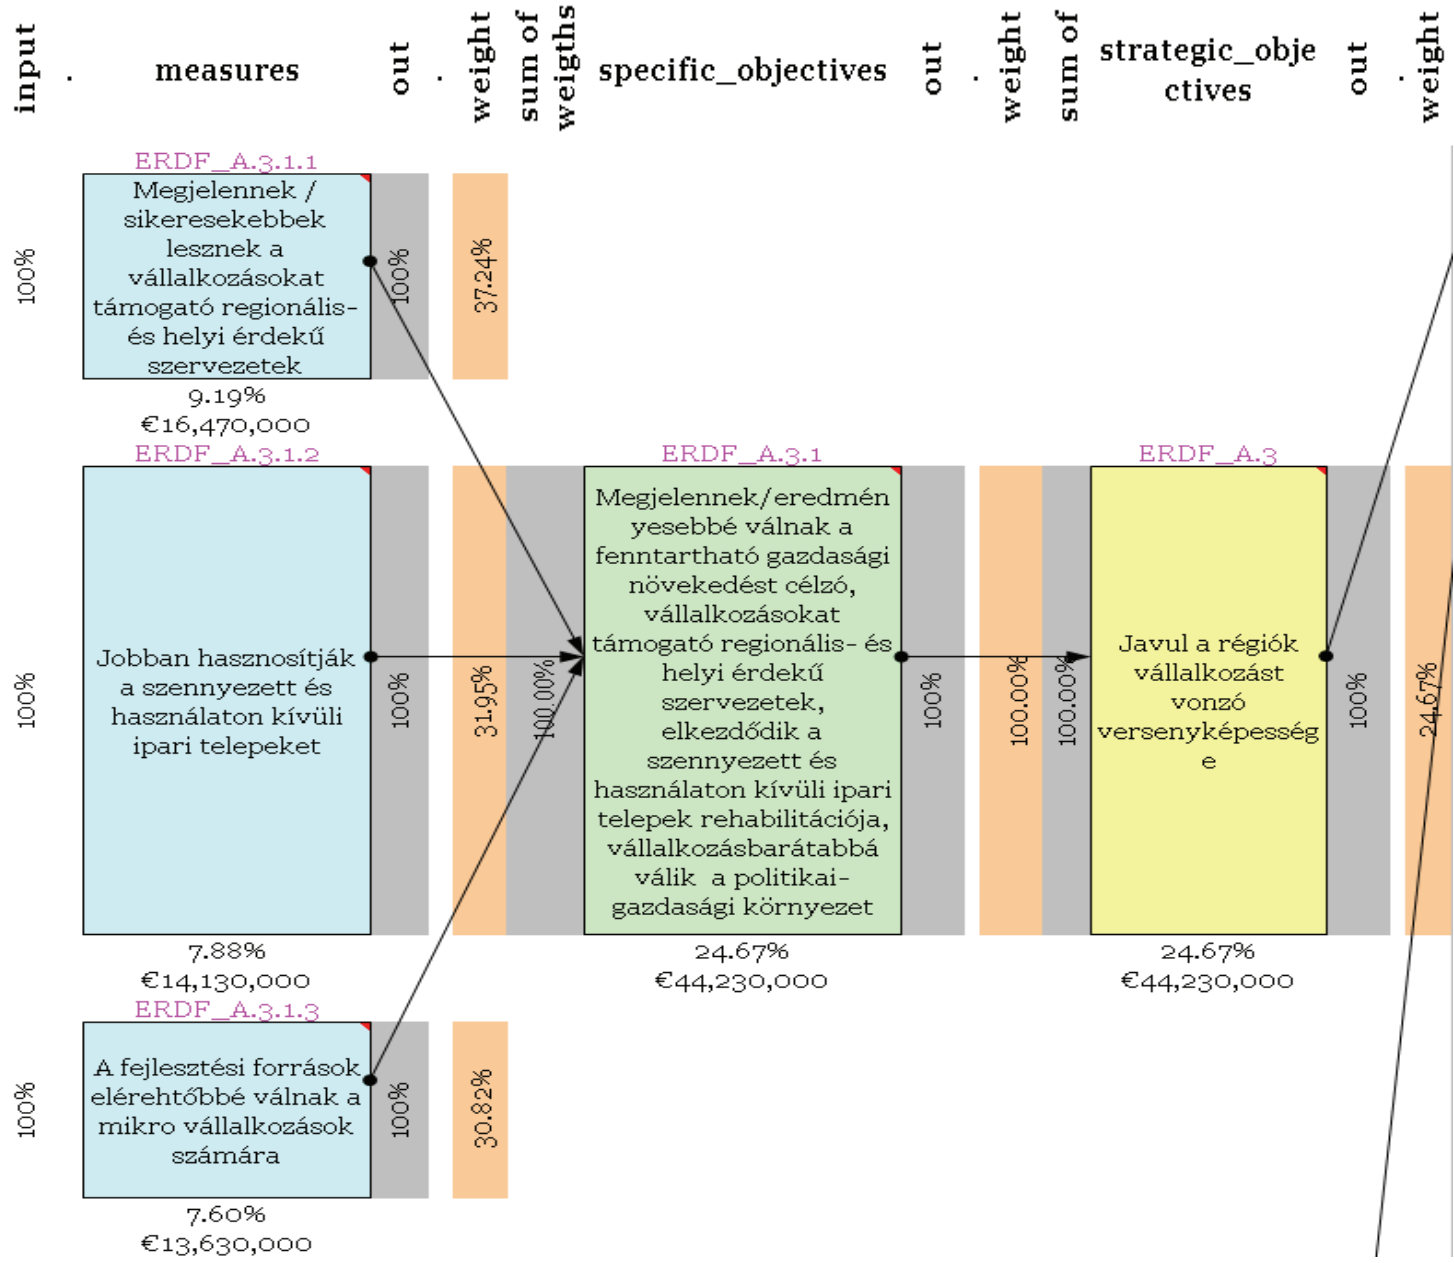 input
.
measures
out
.
weight
sum of
weigths
specific_objectives
out
.
weight
sum of
strategic_obje
ctives
out
.
weight
100%
ERDF_A.3.1.1
Megjelennek /
sikeresekebbek
lesznek a
vállalkozásokat
támogató regionális-
és helyi érdekű
szervezetek
100%
37.24%
9.19%
€16,470,000
100%
ERDF_A.3.1.2
Jobban hasznosítják
a szennyezett és
használaton kívüli
ipari telepeket
100%
31.95%
100.00%
7.88%
€14,130,000
ERDF_A.3.1
Megjelennek/eredmén
yesebbé válnak a
fenntartható gazdasági
növekedést célzó,
vállalkozásokat
támogató regionális- és
helyi érdekű
szervezetek,
elkezdődik a
szennyezett és
használaton kívüli ipari
telepek rehabilitációja,
vállalkozásbarátabbá
válik a politikai-
gazdasági környezet
100%
100.00%
100.00%
24.67%
€44,230,000
ERDF_A.3
Javul a régiók
vállalkozást
vonzó
versenyképesség
e
100%
24.67%
24.67%
€44,230,000
100%
ERDF_A.3.1.3
A fejlesztési források
elérehtőbbé válnak a
mikro vállalkozások
számára
100%
30.82%
7.60%
€13,630,000